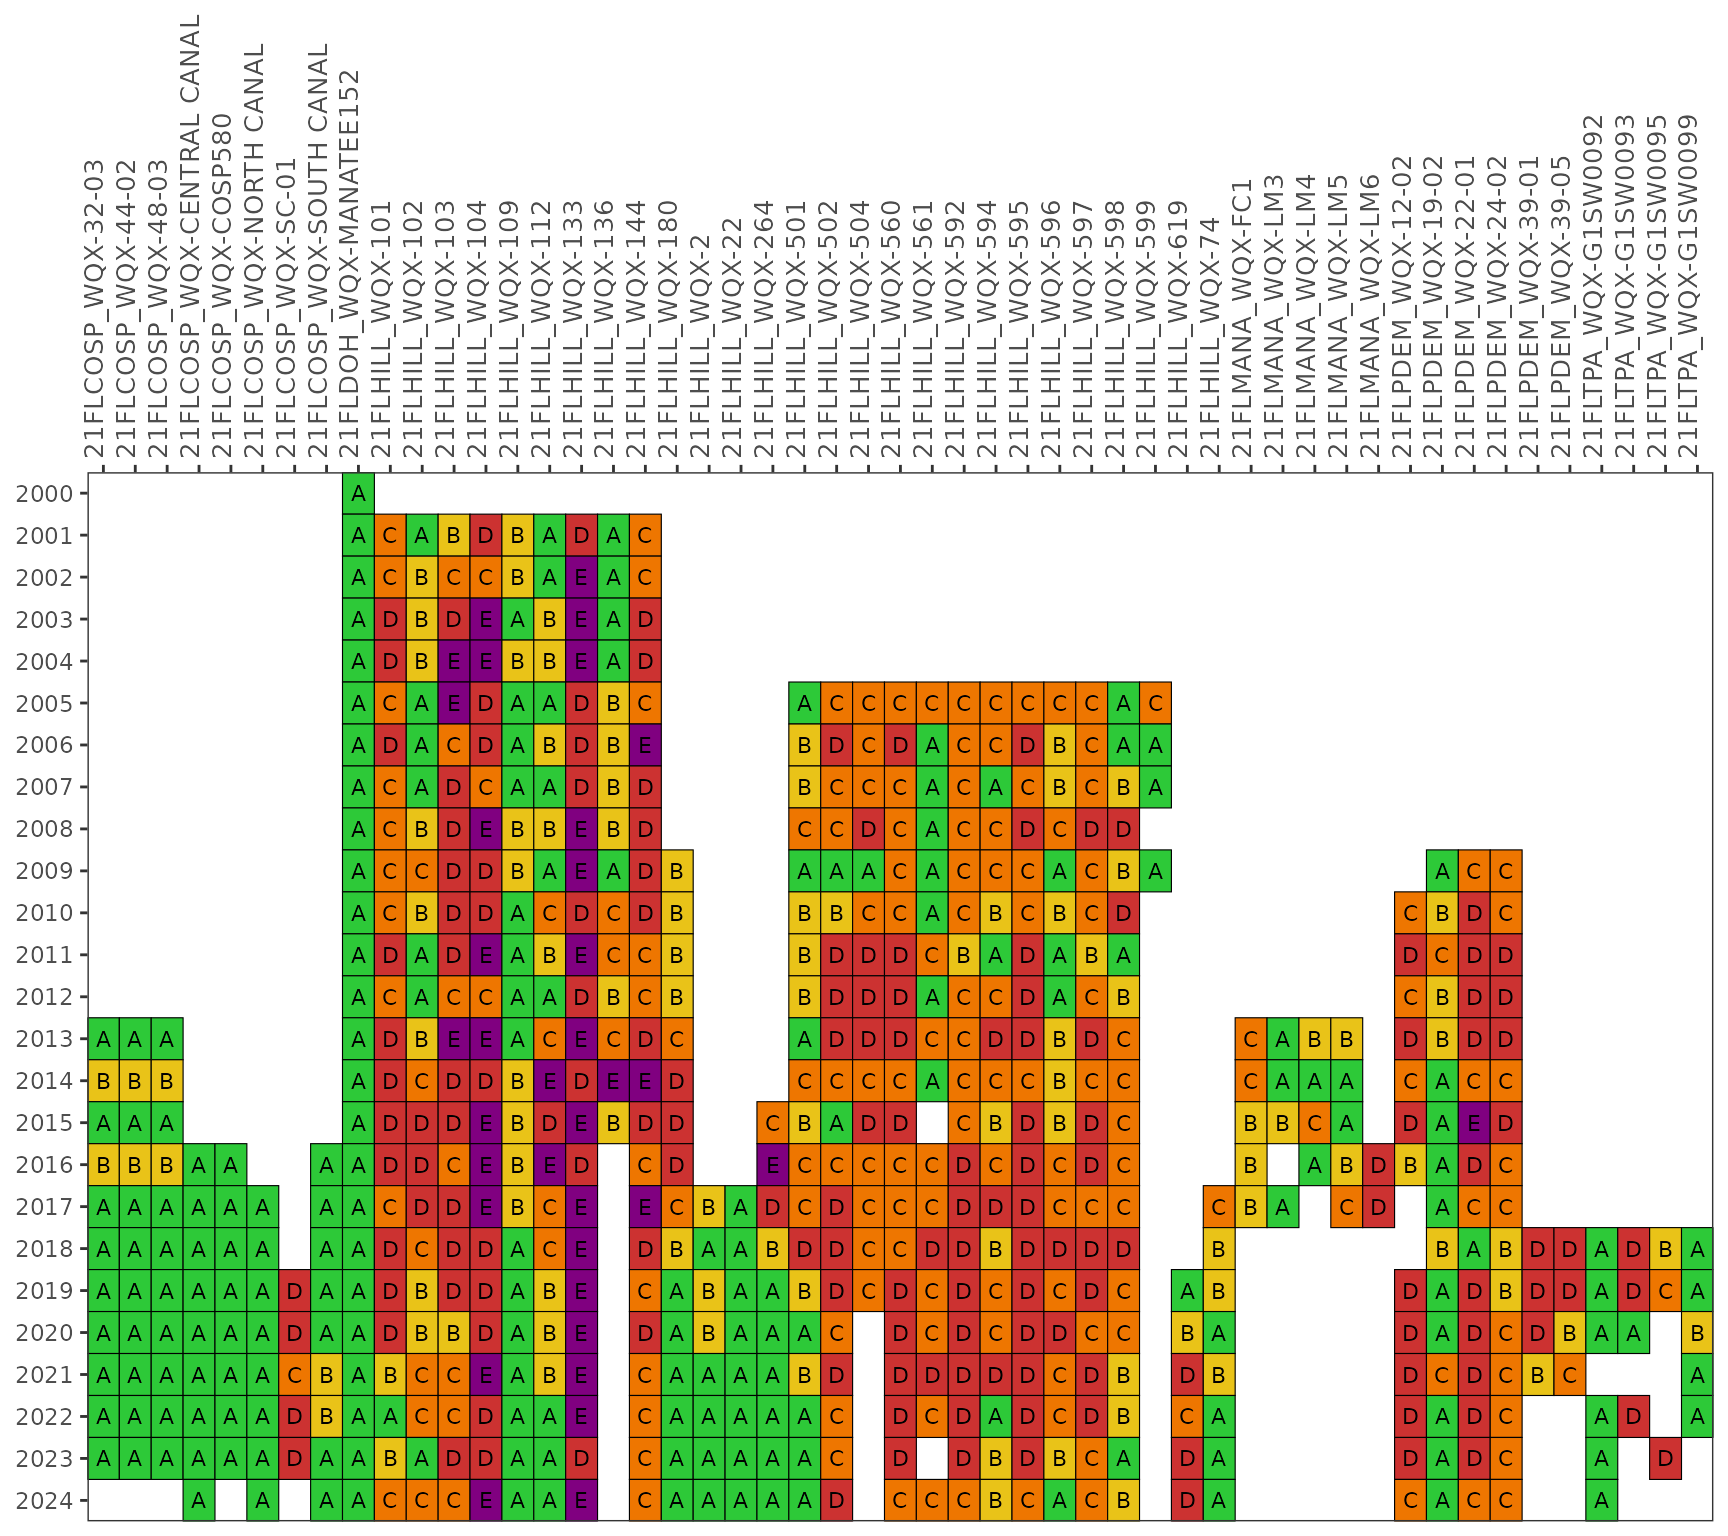 21FLCOSP_WQX-32-03
21FLCOSP_WQX-44-02
21FLCOSP_WQX-48-03
21FLCOSP_WQX-CENTRAL CANAL
21FLCOSP_WQX-COSP580
21FLCOSP_WQX-NORTH CANAL
21FLCOSP_WQX-SC-01
21FLCOSP_WQX-SOUTH CANAL
21FLDOH_WQX-MANATEE152
21FLHILL_WQX-101
21FLHILL_WQX-102
21FLHILL_WQX-103
21FLHILL_WQX-104
21FLHILL_WQX-109
21FLHILL_WQX-112
21FLHILL_WQX-133
21FLHILL_WQX-136
21FLHILL_WQX-144
21FLHILL_WQX-180
21FLHILL_WQX-2
21FLHILL_WQX-22
21FLHILL_WQX-264
21FLHILL_WQX-501
21FLHILL_WQX-502
21FLHILL_WQX-504
21FLHILL_WQX-560
21FLHILL_WQX-561
21FLHILL_WQX-592
21FLHILL_WQX-594
21FLHILL_WQX-595
21FLHILL_WQX-596
21FLHILL_WQX-597
21FLHILL_WQX-598
21FLHILL_WQX-599
21FLHILL_WQX-619
21FLHILL_WQX-74
21FLMANA_WQX-FC1
21FLMANA_WQX-LM3
21FLMANA_WQX-LM4
21FLMANA_WQX-LM5
21FLMANA_WQX-LM6
21FLPDEM_WQX-12-02
21FLPDEM_WQX-19-02
21FLPDEM_WQX-22-01
21FLPDEM_WQX-24-02
21FLPDEM_WQX-39-01
21FLPDEM_WQX-39-05
21FLTPA_WQX-G1SW0092
21FLTPA_WQX-G1SW0093
21FLTPA_WQX-G1SW0095
21FLTPA_WQX-G1SW0099
2000 A
2001 A C A B D B A D A C
2002 A C B C C B A E A C
2003 A D B D E A B E A D
2004 A D B E E B B E A D
2005 A C A E D A A D B C A C C C C C C C C C A C
2006 A D A C D A B D B E B D C D A C C D B C A A
2007 A C A D C A A D B D B C C C A C A C B C B A
2008 A C B D E B B E B D C C D C A C C D C D D
2009 A C C D D B A E A D B A A A C A C C C A C B A A C C
2010 A C B D D A C D C D B B B C C A C B C B C D C B D C
2011 A D A D E A B E C C B B D D D C B A D A B A D C D D
2012 A C A C C A A D B C B B D D D A C C D A C B C B D D
2013 A A A A D B E E A C E C D C A D D D C C D D B D C C A B B D B D D
2014 B B B A D C D D B E D E E D C C C C A C C C B C C C A A A C A C C
2015 A A A A D D D E B D E B D D C B A D D C B D B D C B B C A D A E D
2016 B B B A A A A D D C E B E D C D E C C C C C D C D C D C B A B D B A D C
2017 A A A A A A A A C D D E B C E E C B A D C D C C C D D D C C C C B A C D A C C
2018 A A A A A A A A D C D D A C E D B A A B D D C C D D B D D D D B B A B D D A D B A
2019 A A A A A A D A A D B D D A B E C A B A A B D C D C D C D C D C A B D A D B D D A D C A
2020 A A A A A A D A A D B B D A B E D A B A A A C D C D C D D C C B A D A D C D B A A B
2021 A A A A A A C B A B C C E A B E C A A A A B D D D D D D C D B D B D C D C B C A
2022 A A A A A A D B A A C C D A A E C A A A A A C D C D A D C D B C A D A D C A D A
2023 A A A A A A D A A B A D D A A D C A A A A A C D D B D B C A D A D A D C A D
2024 A A A A C C C E A A E C A A A A A D C C C B C A C B D A C A C C A